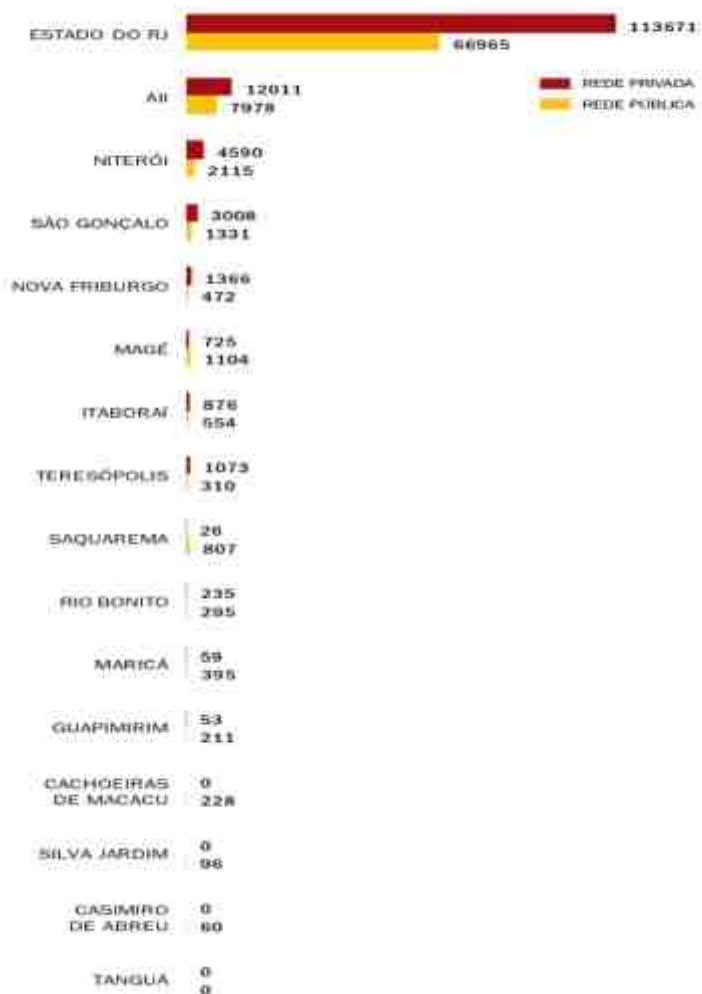 ESTADO DO RJ
113671
66965
AII
12011
7978
REDE PRIVADA
REDE PÚBLICA
NITERÓI
4590
2115
SÃO GONÇALO
3008
1331
NOVA FRIBURGO
1366
472
MAGÉ
725
1104
ITABORAÍ
876
554
TERESÓPOLIS
1073
310
SAQUAREMA
26
807
RIO BONITO
235
295
MARICÁ
59
395
GUAPIMIRIM
53
211
CACHOEIRAS
DE MACACU
0
228
SILVA JARDIM
0
96
CASIMIRO
DE ABREU
0
60
TANGUÁ
0
0